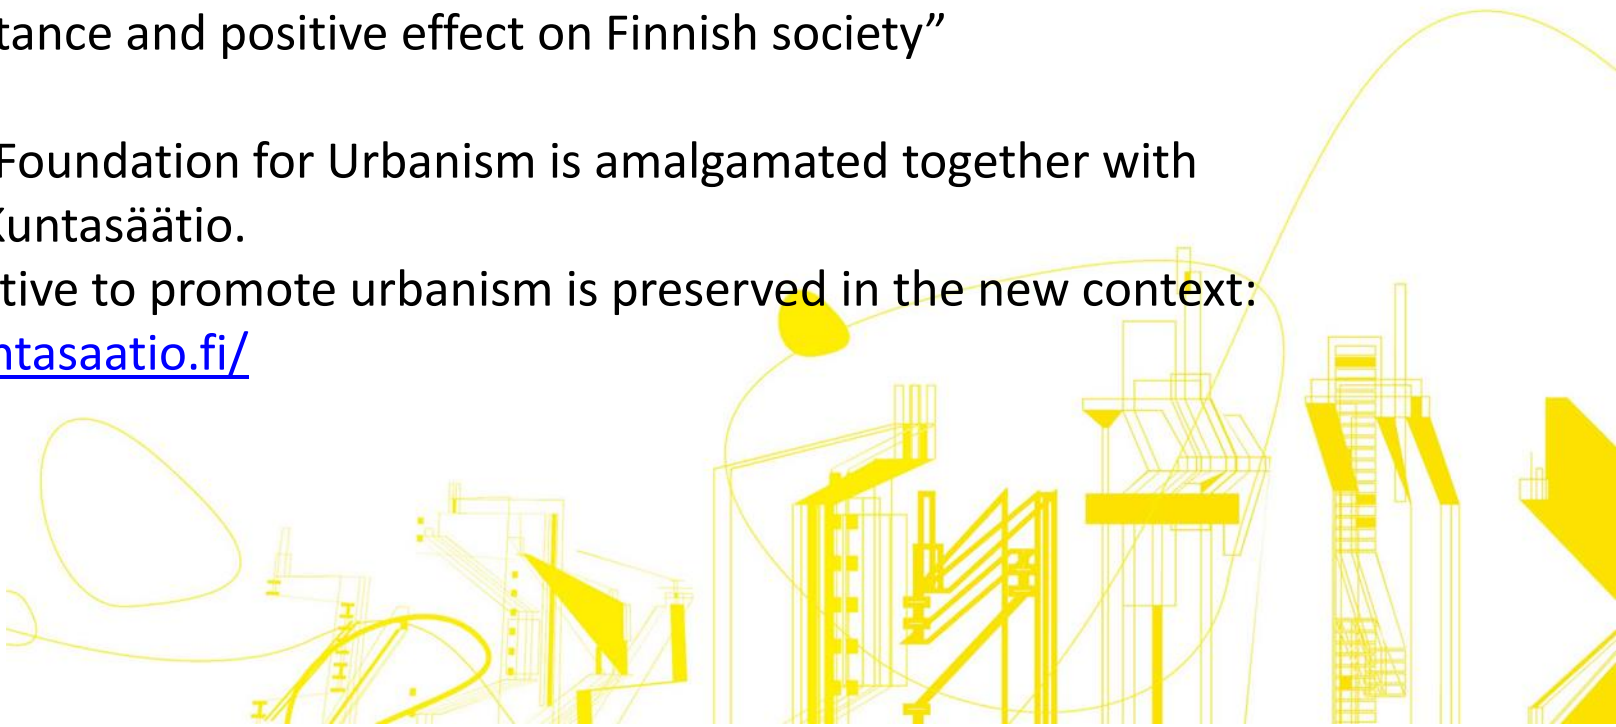 tance and positive effect on Finnish society”
Foundation for Urbanism is amalgamated together with
Kuntasäätio.
tive to promote urbanism is preserved in the new context:
ntasaatio.fi/